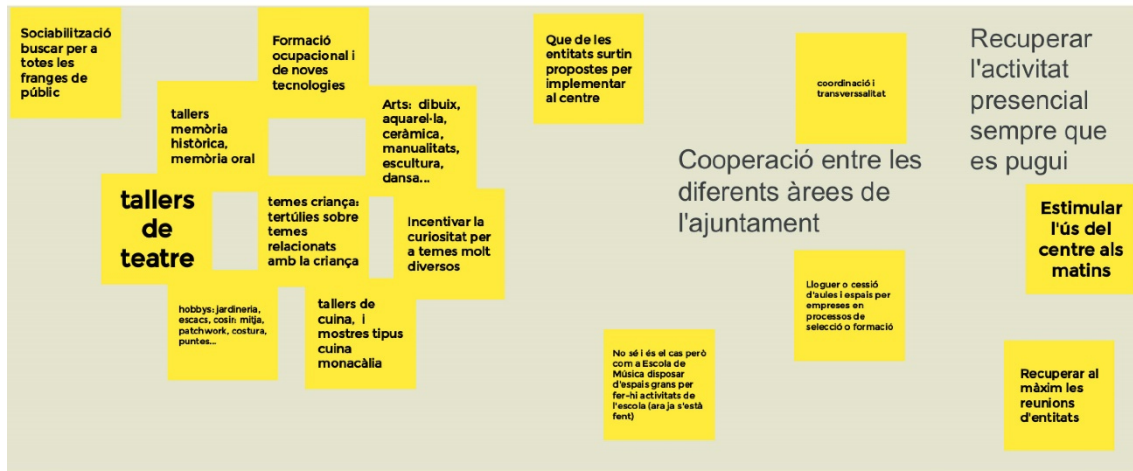 Sociabilització
buscar per a
totes les
franges de
públic
Formació
ocupacional i
de noves
tecnologies
tallers
memòria
històrica,
memòria oral
Arts: dibuix,
aquarel·la,
ceràmica,
manualitats,
escultura,
dansa...
tallers
de
teatre
temes criança:
tertúlies sobre
temes
relacionats
amb la criança
Incentivar la
curiositat per
a temes molt
diversos
hobbys: jardineria,
escacs, cosir: mitja,
patchwork, costura,
puntes...
tallers de
cuina, i
mostres tipus
cuina
monacàlia
Que de les
entitats surtin
propostes per
implementar
al centre
coordinació i
transverssalitat
Cooperació entre les
diferents àrees de
l'ajuntament
Lloguer o cessió
d'aules i espais per
empreses en
processos de
selecció o formació
No sé i és el cas però
com a Escola de
Música disposar
d'espais grans per
fer-hi activitats de
l'escola (ara ja s'està
fent)
Recuperar
l'activitat
presencial
sempre que
es pugui
Estimular
l'ús del
centre als
matins
Recuperar al
màxim les
reunions
d'entitats